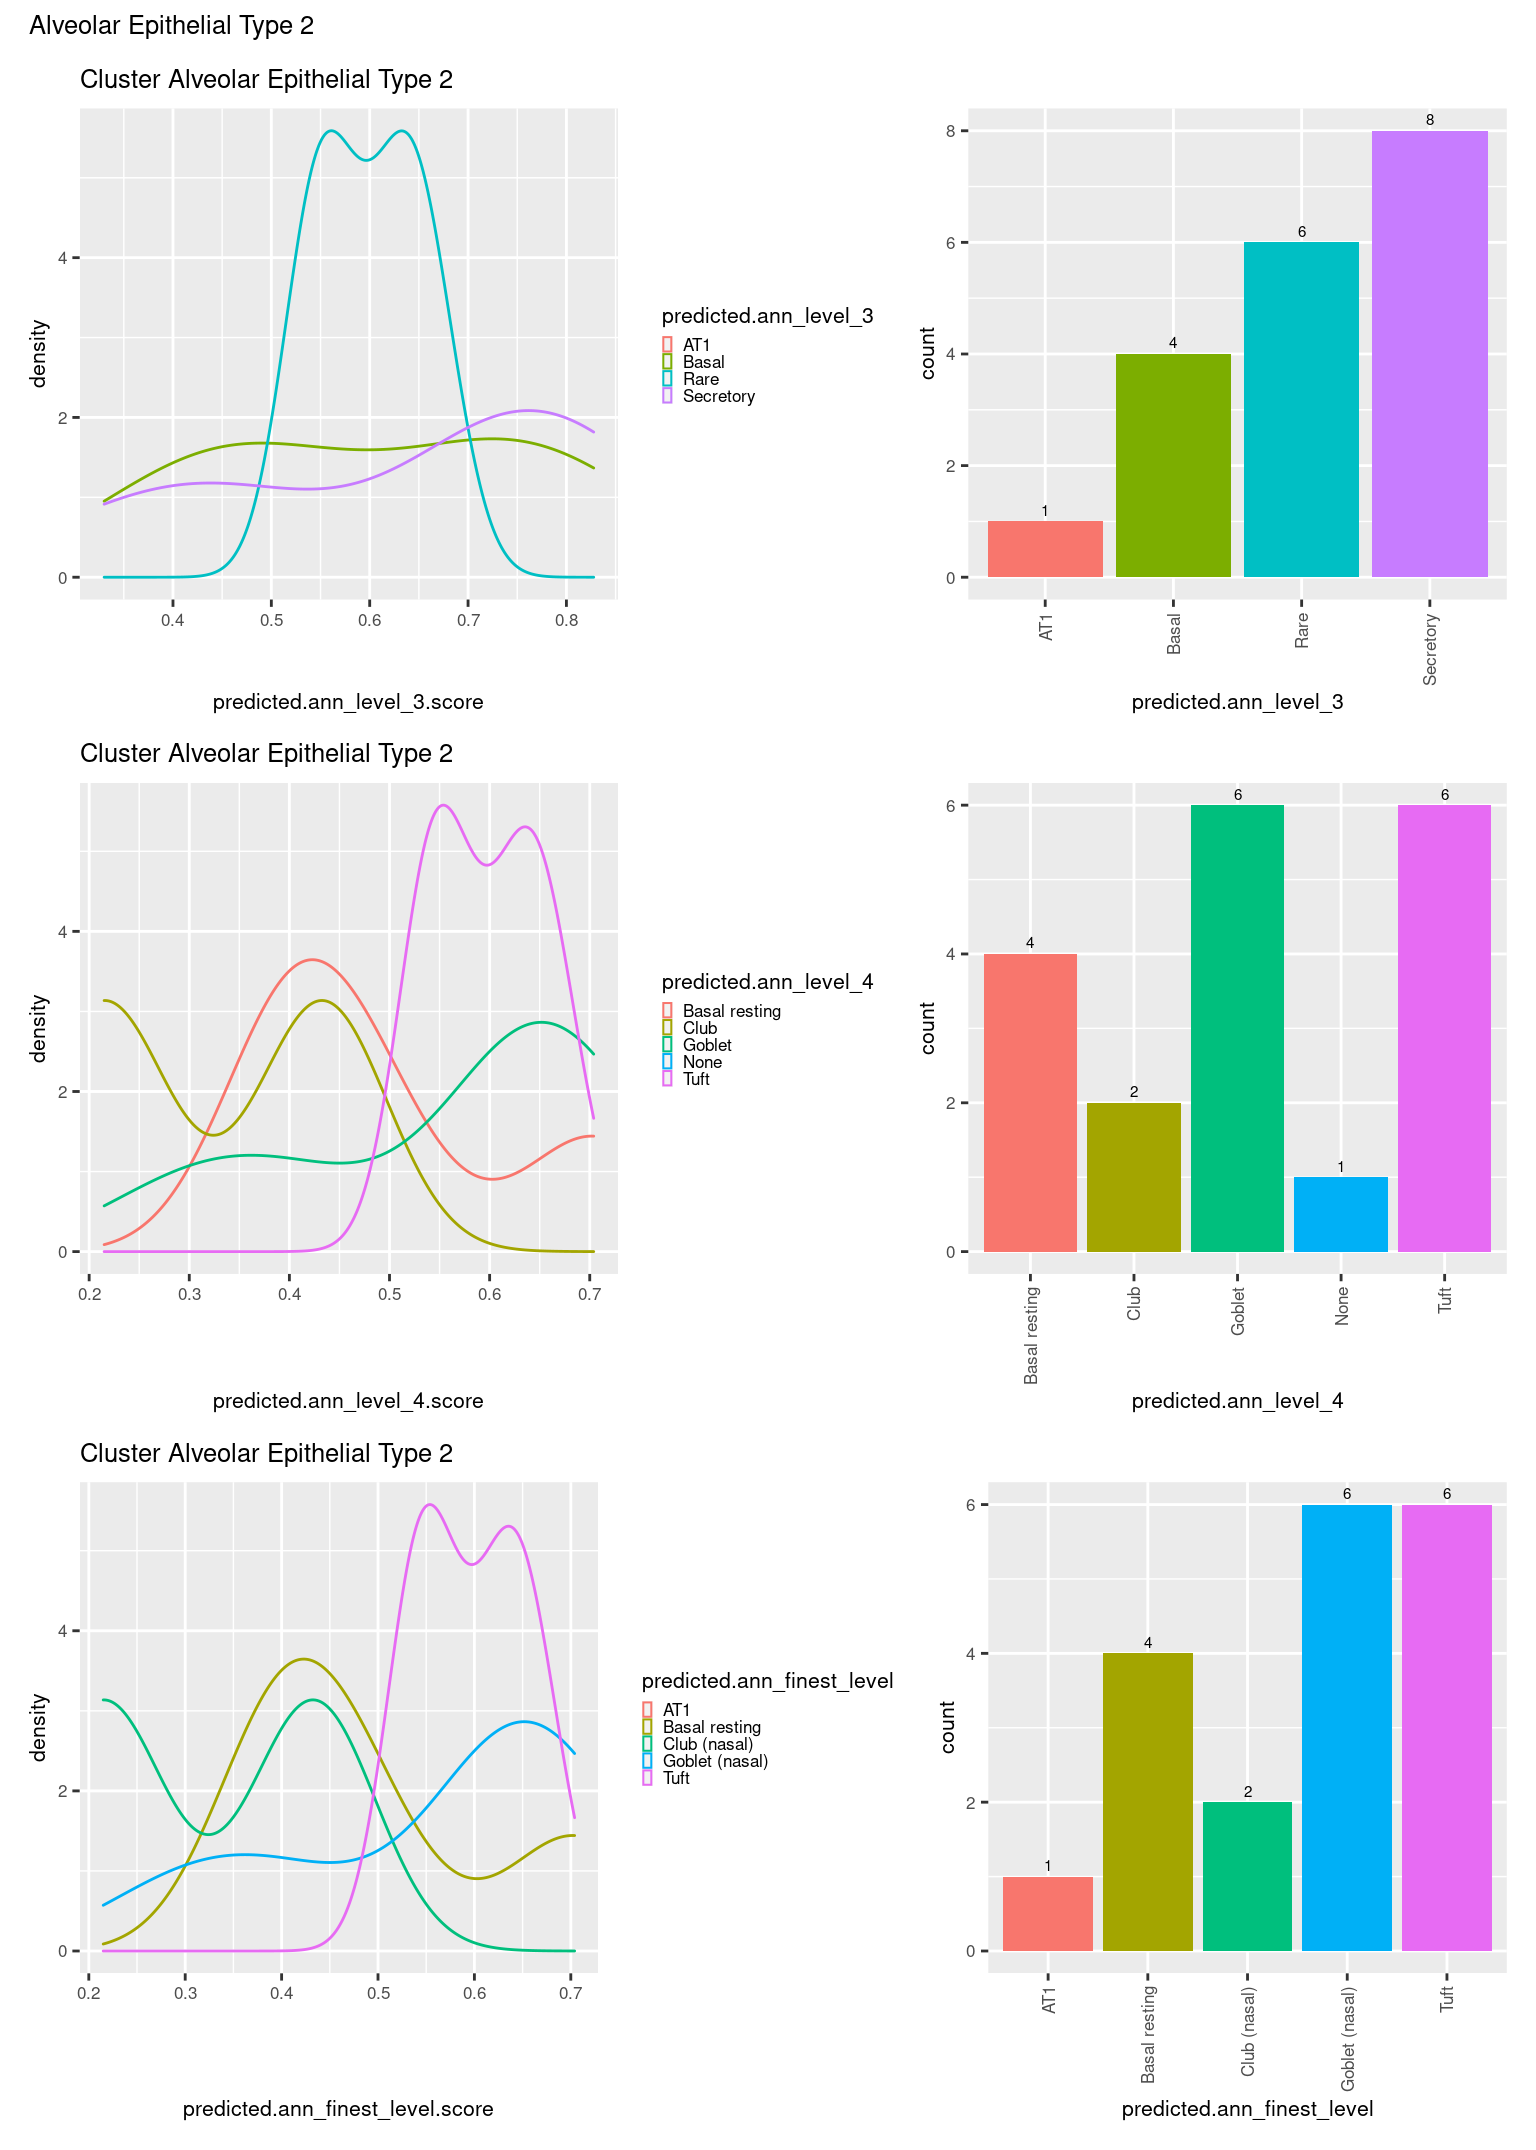 Alveolar Epithelial Type 2
Cluster Alveolar Epithelial Type 2
density
0
2
4
0.4 0.5 0.6 0.7 0.8
predicted.ann_level_3.score
predicted.ann_level_3
AT1
Basal
Rare
Secretory
count
0
2
4
6
8
1
4
6
8
AT1
Basal
Rare
Secretory
predicted.ann_level_3
Cluster Alveolar Epithelial Type 2
density
0
2
4
0.2 0.3 0.4 0.5 0.6 0.7
predicted.ann_level_4.score
predicted.ann_level_4
Basal resting
Club
Goblet
None
Tuft
count
0
2
4
6
4
2
6
1
6
Basal resting
Club
Goblet
None
Tuft
predicted.ann_level_4
Cluster Alveolar Epithelial Type 2
density
0
2
4
0.2 0.3 0.4 0.5 0.6 0.7
predicted.ann_finest_level.score
predicted.ann_finest_level
AT1
Basal resting
Club (nasal)
Goblet (nasal)
Tuft
count
0
2
4
6
1
4
2
6
6
AT1
Basal resting
Club (nasal)
Goblet (nasal)
Tuft
predicted.ann_finest_level